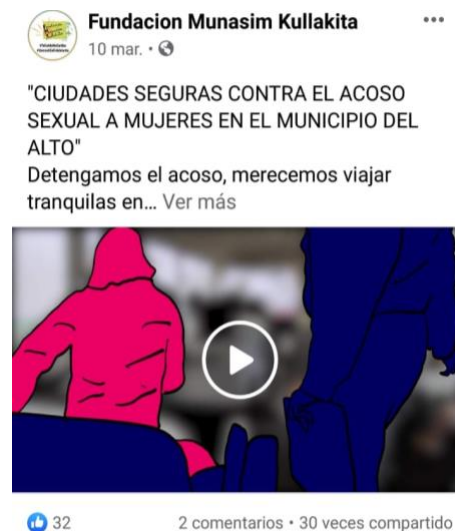 Fundacion Munasim Kullakita
10 mar. •
"CIUDADES SEGURAS CONTRA EL ACOSO
SEXUAL A MUJERES EN EL MUNICIPIO DEL
ALTO"
Detengamos el acoso, merecemos viajar
tranquilas en... Ver más
32
2 comentarios • 30 veces compartido